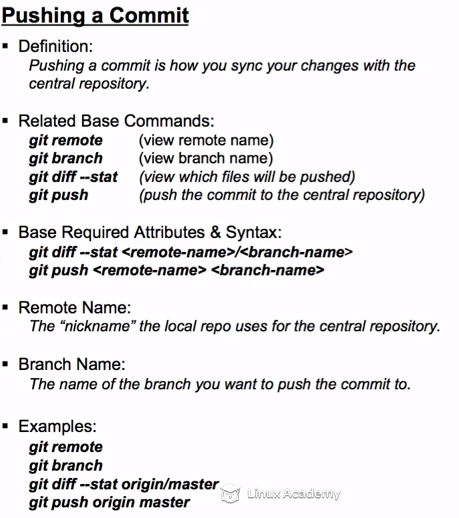 Pushing a Commit
▪ Definition:
Pushing a commit is how you sync your changes with the
central repository.
▪ Related Base Commands:
git remote (view remote name)
git branch (view branch name)
git diff --stat (view which files will be pushed)
git push (push the commit to the central repository)
▪ Base Required Attributes & Syntax:
git diff --stat <remote-name>/<branch-name>
git push <remote-name> <branch-name>
▪ Remote Name:
The “nickname” the local repo uses for the central repository.
▪ Branch Name:
The name of the branch you want to push the commit to.
▪ Examples:
git remote
git branch
git diff --stat origin/master
git push origin master
Linux Academy